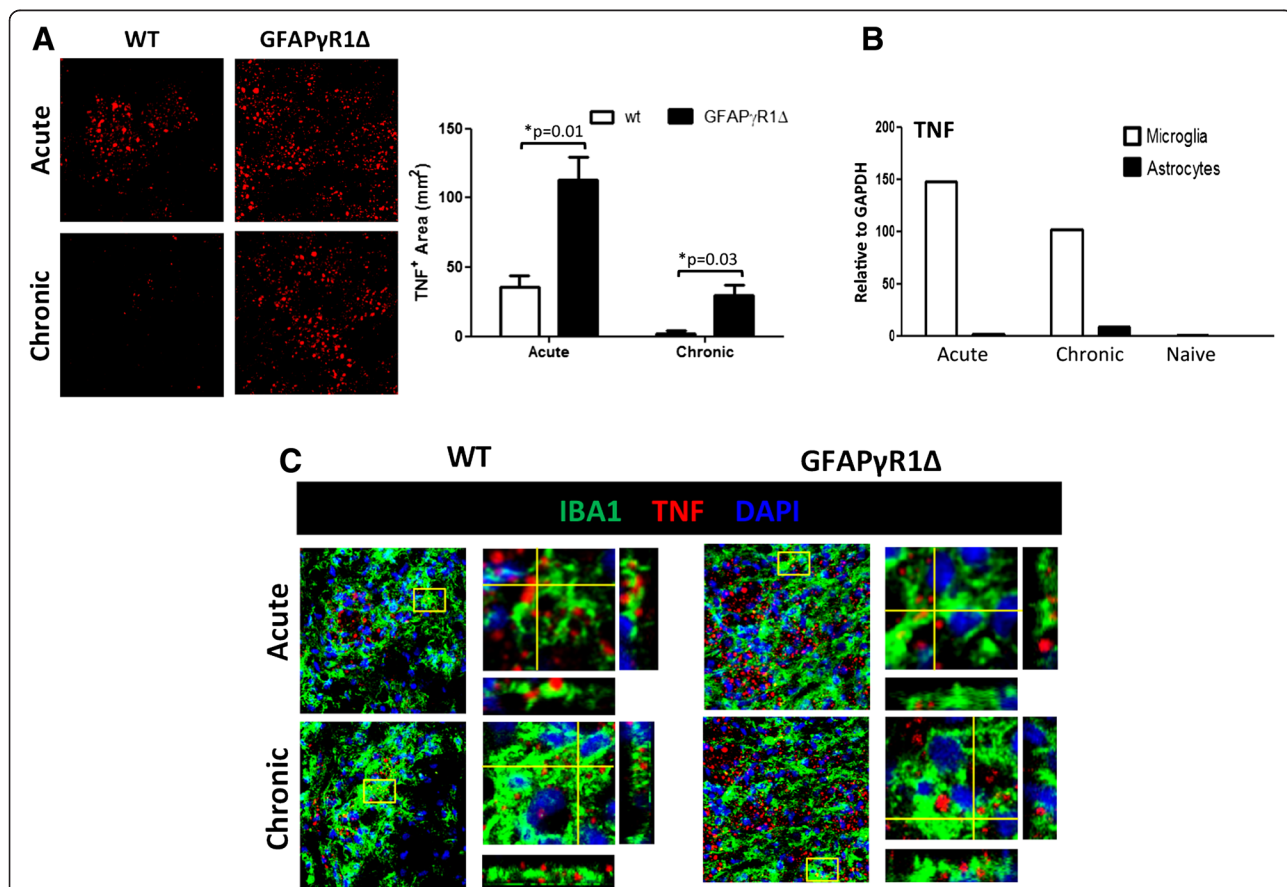 A
WT
GFAPγR1Δ
Acute
Chronic
wt
GFAPγR1Δ
TNF⁺ Area (mm²)
150
100
50
0
*p=0.01
*p=0.03
Acute
Chronic
B
TNF
Microglia
Astrocytes
Relative to GAPDH
200
150
100
50
0
Acute
Chronic
Naive
C
WT
GFAPγR1Δ
IBA1 TNF DAPI
Acute
Chronic